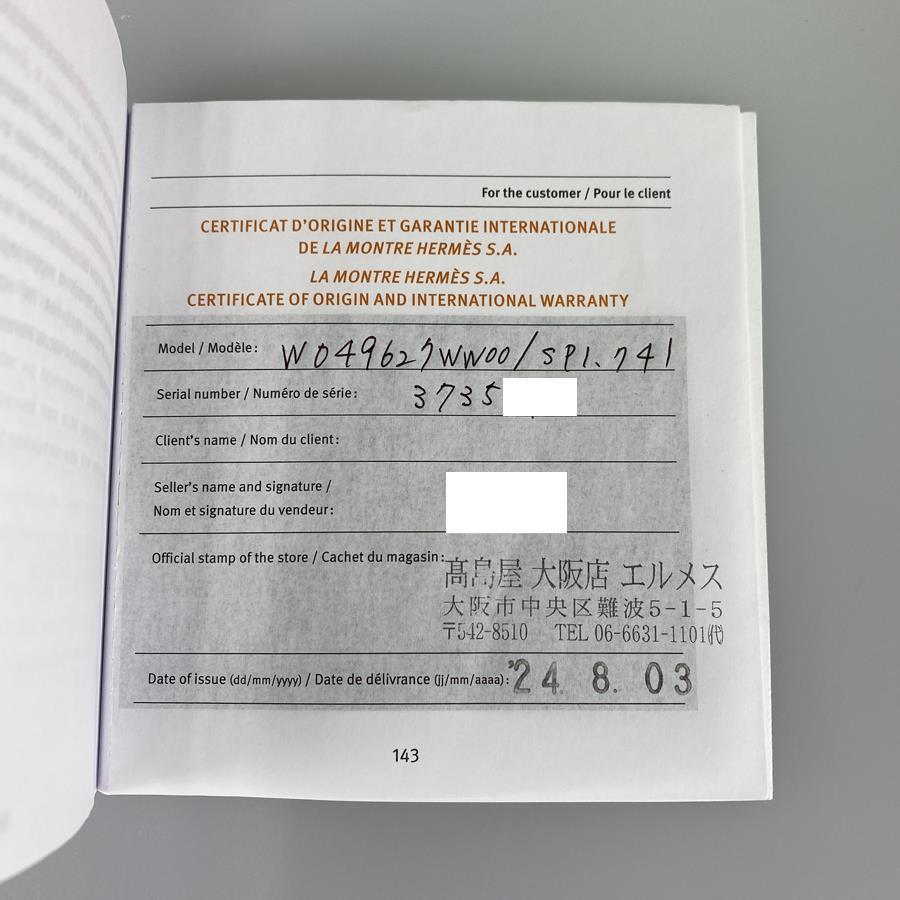 For the customer / Pour le client
CERTIFICAT D'ORIGINE ET GARANTIE INTERNATIONALE
DE LA MONTRE HERMÈS S.A.
LA MONTRE HERMÈS S.A.
CERTIFICATE OF ORIGIN AND INTERNATIONAL WARRANTY
Model / Modèle: W049627WW00/SP1.741
Serial number / Numéro de série: 3735
Client's name / Nom du client:
Seller's name and signature /
Nom et signature du vendeur:
Official stamp of the store / Cachet du magasin:
髙島屋 大阪店 エルメス
大阪市中央区難波5-1-5
〒542-8510 TEL 06-6631-1101㈹
Date of issue (dd/mm/yyyy) / Date de délivrance (jj/mm/aaaa): '24. 8. 03
143